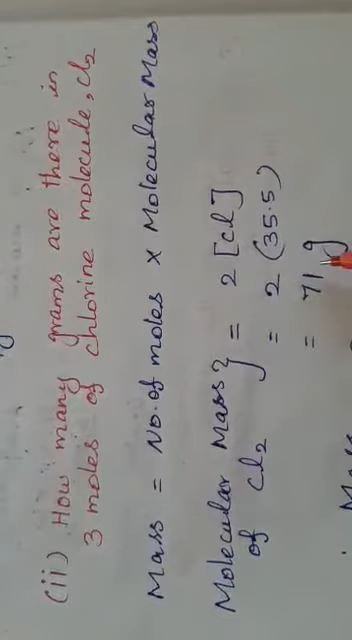 (ii) How many grams are there in
3 moles of chlorine molecule, Cl2
Mass = No. of moles x Molecular Mass
Molecular Mass } = 2 [cl]
of Cl2 = 2 (35.5)
= 71 g
Mass